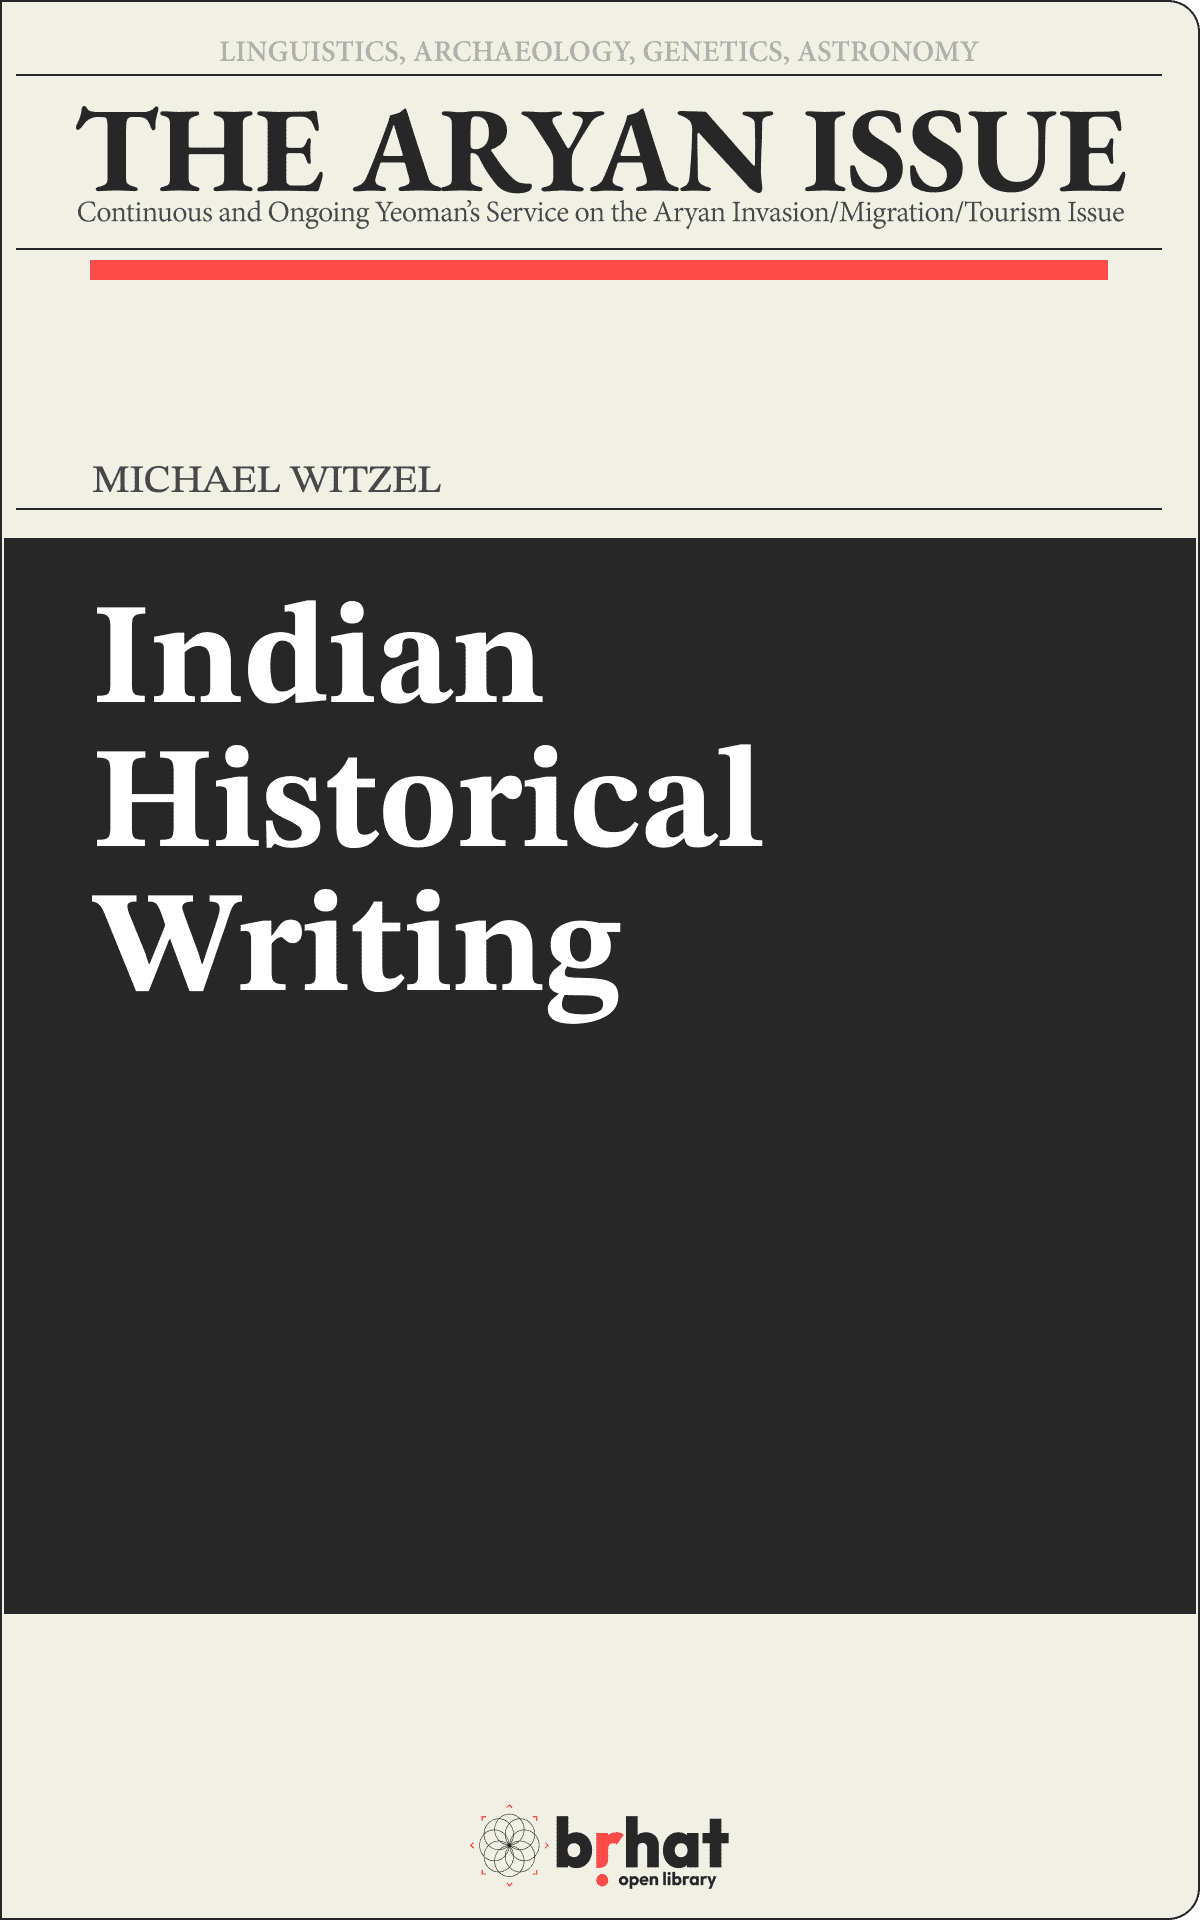 LINGUISTICS, ARCHAEOLOGY, GENETICS, ASTRONOMY
THE ARYAN ISSUE
Continuous and Ongoing Yeoman’s Service on the Aryan Invasion/Migration/Tourism Issue
MICHAEL WITZEL
Indian
Historical
Writing
bṛhat
open library